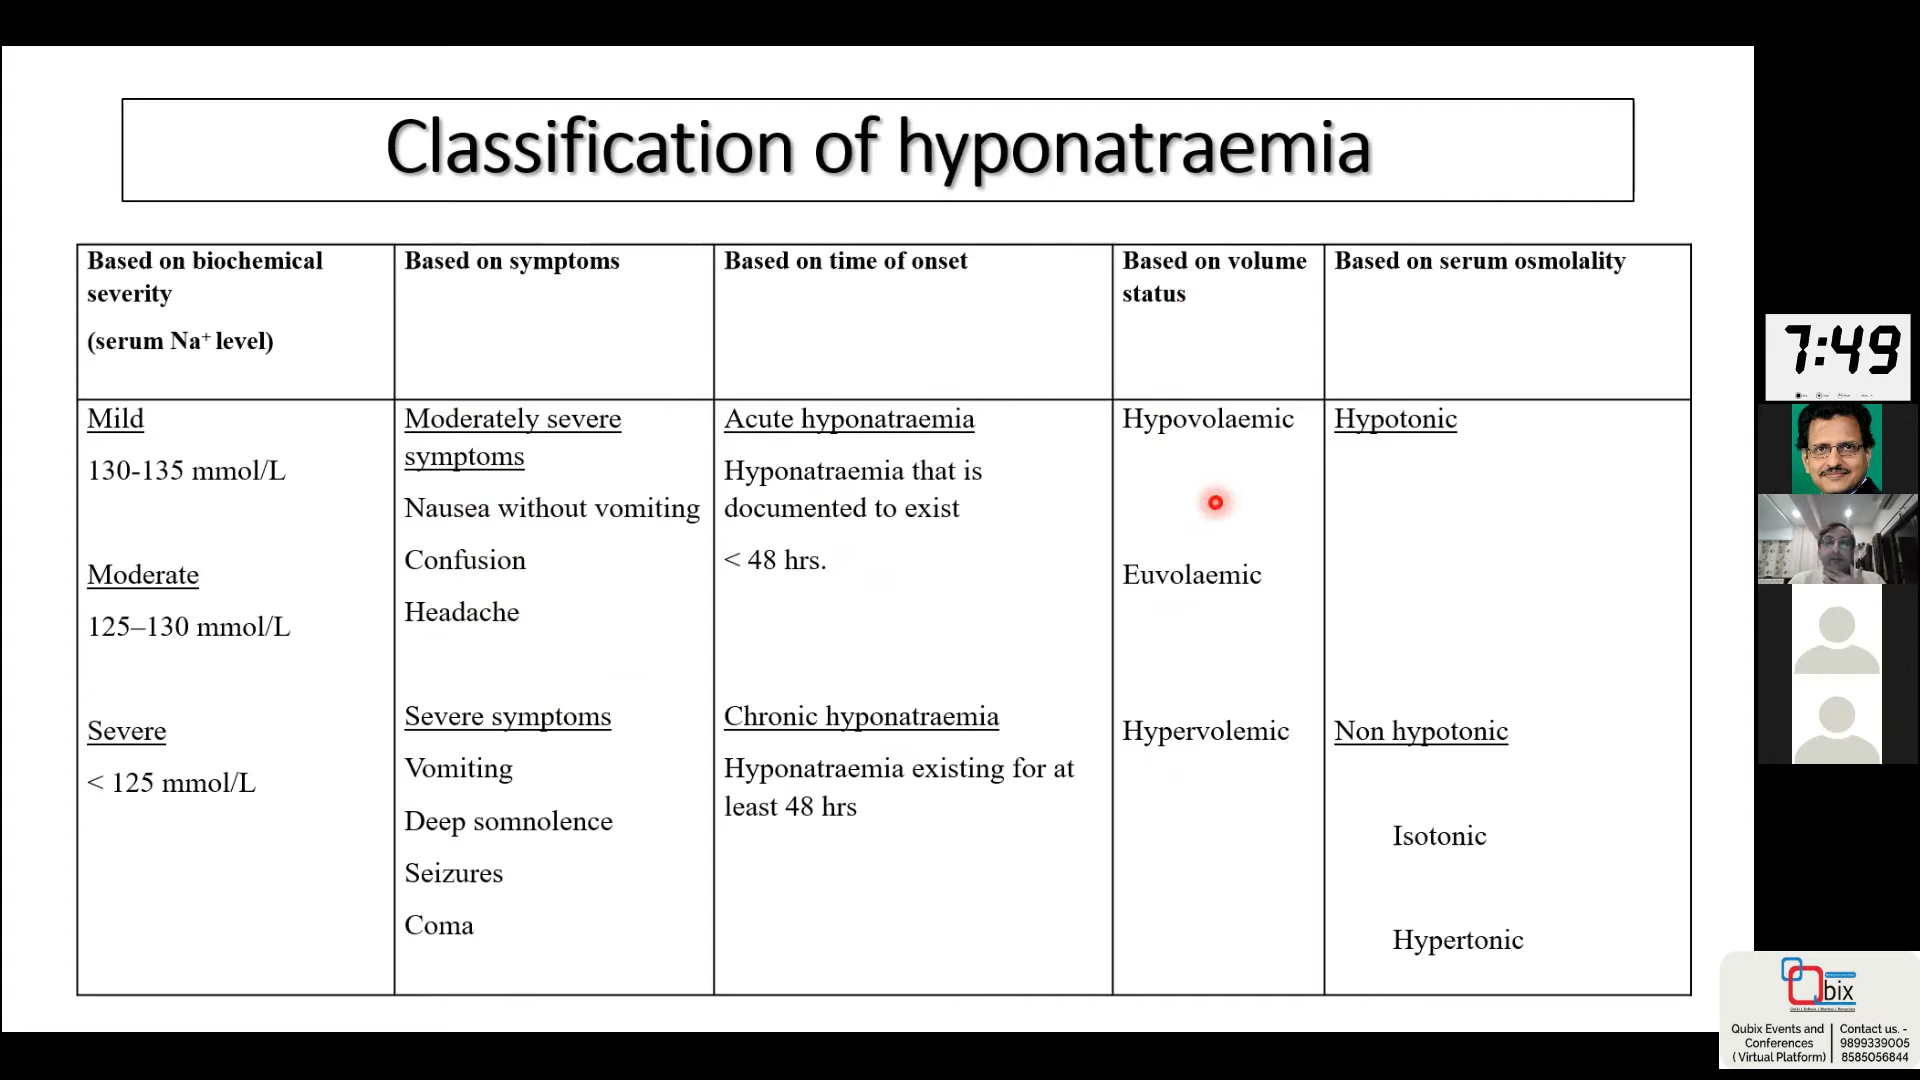 Classification of hyponatraemia
Based on biochemical
severity
(serum Na⁺ level)
Based on symptoms
Based on time of onset
Based on volume
status
Based on serum osmolality
Mild
130-135 mmol/L
Moderate
125–130 mmol/L
Severe
< 125 mmol/L
Moderately severe
symptoms
Nausea without vomiting
Confusion
Headache
Severe symptoms
Vomiting
Deep somnolence
Seizures
Coma
Acute hyponatraemia
Hyponatraemia that is
documented to exist
< 48 hrs.
Chronic hyponatraemia
Hyponatraemia existing for at
least 48 hrs
Hypovolaemic
Euvolaemic
Hypervolemic
Hypotonic
Non hypotonic
Isotonic
Hypertonic
7:49
Qbix
Qubix Events and
Conferences
( Virtual Platform)
Contact us. -
9899339005
8585056844